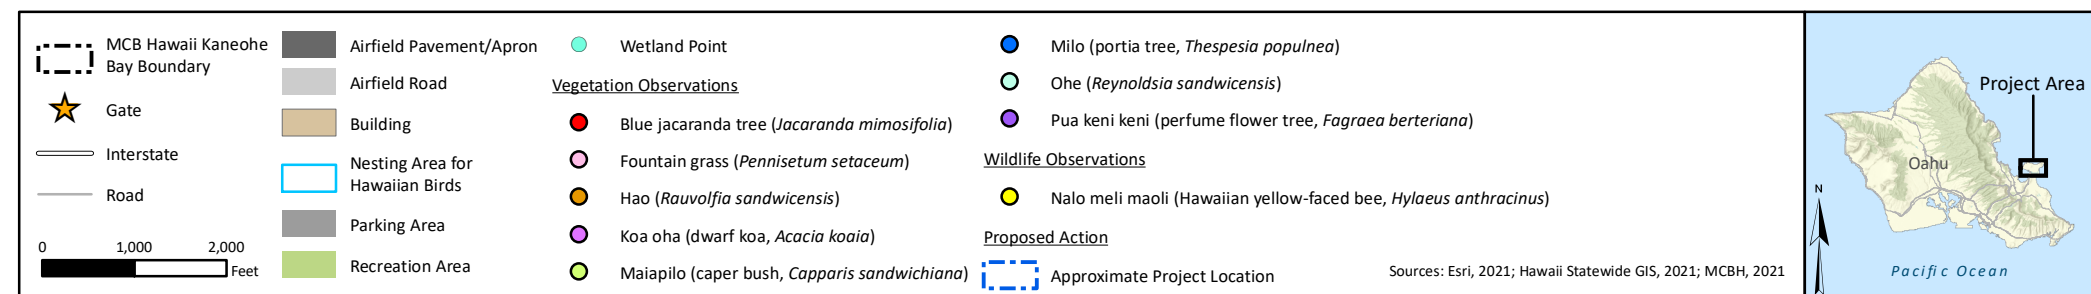 MCB Hawaii Kaneohe
Bay Boundary
Gate
Interstate
Road
0 1,000 2,000
Feet
Airfield Pavement/Apron
Airfield Road
Building
Nesting Area for
Hawaiian Birds
Parking Area
Recreation Area
Wetland Point
Vegetation Observations
Blue jacaranda tree (Jacaranda mimosifolia)
Fountain grass (Pennisetum setaceum)
Hao (Rauvolfia sandwicensis)
Koa oha (dwarf koa, Acacia koaia)
Maiapilo (caper bush, Capparis sandwichiana)
Milo (portia tree, Thespesia populnea)
Ohe (Reynoldsia sandwicensis)
Pua keni keni (perfume flower tree, Fagraea berteriana)
Wildlife Observations
Nalo meli maoli (Hawaiian yellow-faced bee, Hylaeus anthracinus)
Proposed Action
Approximate Project Location
Sources: Esri, 2021; Hawaii Statewide GIS, 2021; MCBH, 2021
Project Area
Oahu
N
Pacific Ocean